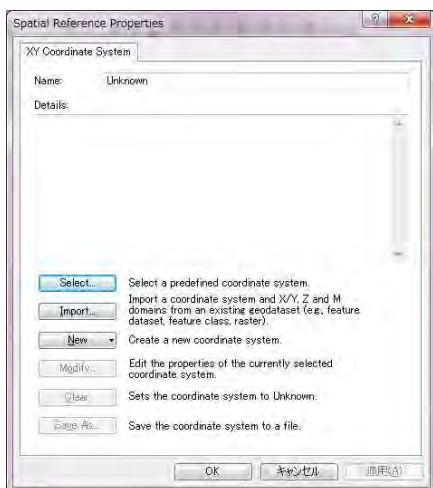 Spatial Reference Properties
XY Coordinate System
Name: Unknown
Details:
Select... Select a predefined coordinate system.
Import... Import a coordinate system and X/Y, Z and M
domains from an existing geodataset (e.g., feature
dataset, feature class, raster).
New Create a new coordinate system.
Modify... Edit the properties of the currently selected
coordinate system.
Clear Sets the coordinate system to Unknown.
Save As... Save the coordinate system to a file.
OK キャンセル 適用(A)